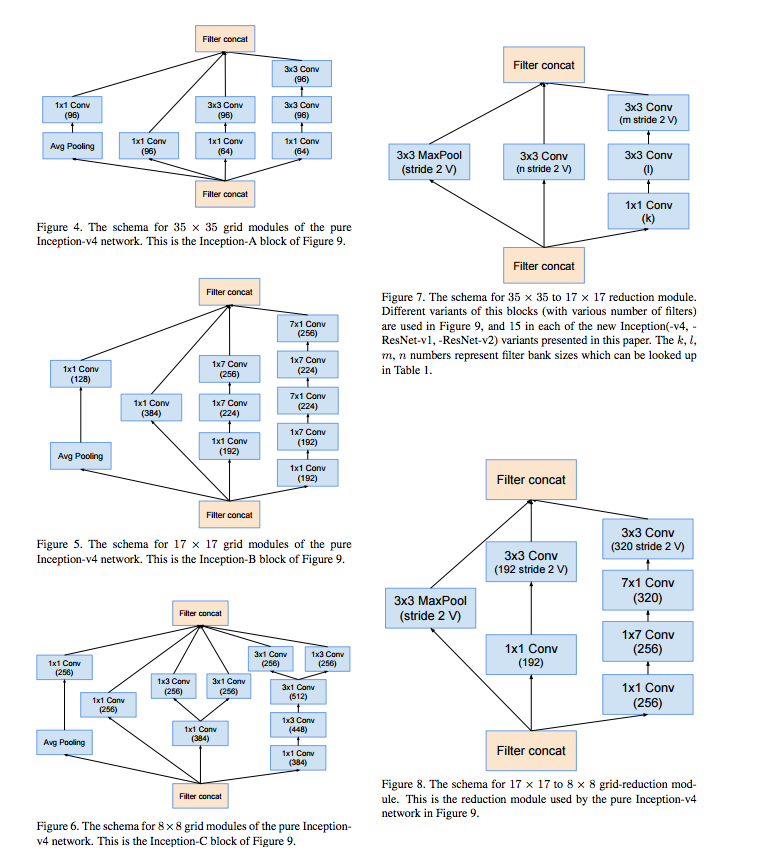 Filter concat
3x3 Conv
(96)
1x1 Conv
(96)
3x3 Conv
(96)
3x3 Conv
(96)
Avg Pooling
1x1 Conv
(96)
1x1 Conv
(64)
1x1 Conv
(64)
Filter concat
Figure 4. The schema for 35 × 35 grid modules of the pure
Inception-v4 network. This is the Inception-A block of Figure 9.
Filter concat
7x1 Conv
(256)
1x1 Conv
(128)
1x7 Conv
(256)
1x7 Conv
(224)
1x1 Conv
(384)
1x7 Conv
(224)
7x1 Conv
(224)
Avg Pooling
1x1 Conv
(192)
1x7 Conv
(192)
1x1 Conv
(192)
Filter concat
Figure 5. The schema for 17 × 17 grid modules of the pure
Inception-v4 network. This is the Inception-B block of Figure 9.
Filter concat
1x1 Conv
(256)
3x1 Conv
(256)
1x3 Conv
(256)
1x1 Conv
(256)
1x3 Conv
(256)
3x1 Conv
(256)
3x1 Conv
(512)
Avg Pooling
1x1 Conv
(384)
1x3 Conv
(448)
1x1 Conv
(384)
Filter concat
Figure 6. The schema for 8×8 grid modules of the pure Inception-
v4 network. This is the Inception-C block of Figure 9.
Filter concat
3x3 Conv
(m stride 2 V)
3x3 MaxPool
(stride 2 V)
3x3 Conv
(n stride 2 V)
3x3 Conv
(l)
1x1 Conv
(k)
Filter concat
Figure 7. The schema for 35 × 35 to 17 × 17 reduction module.
Different variants of this blocks (with various number of filters)
are used in Figure 9, and 15 in each of the new Inception(-v4, -
ResNet-v1, -ResNet-v2) variants presented in this paper. The k, l,
m, n numbers represent filter bank sizes which can be looked up
in Table 1.
Filter concat
3x3 Conv
(320 stride 2 V)
3x3 Conv
(192 stride 2 V)
3x3 MaxPool
(stride 2 V)
7x1 Conv
(320)
1x1 Conv
(192)
1x7 Conv
(256)
1x1 Conv
(256)
Filter concat
Figure 8. The schema for 17 × 17 to 8 × 8 grid-reduction mod-
ule. This is the reduction module used by the pure Inception-v4
network in Figure 9.